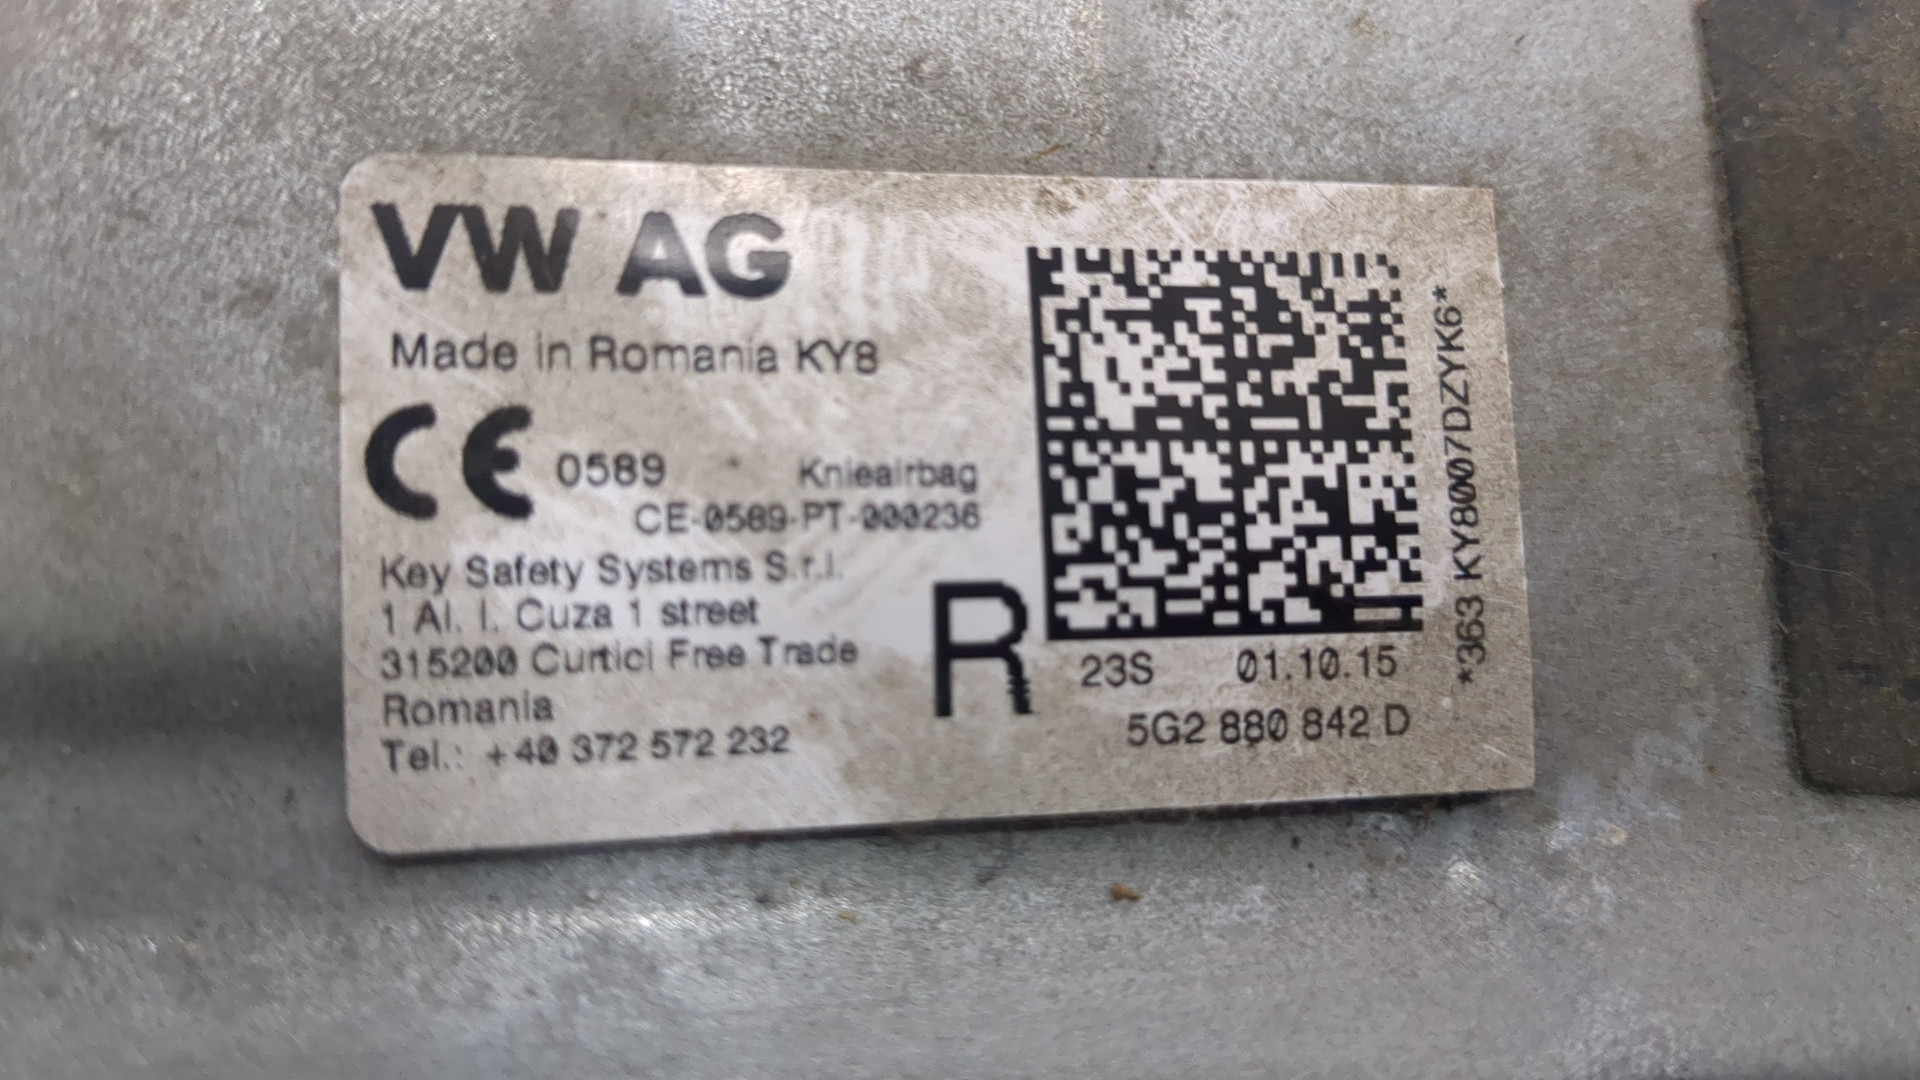 VW AG
Made in Romania KY8
CE 0589 Knieairbag
CE-0589-PT-000236
Key Safety Systems S.r.l.
1 Al. I. Cuza 1 street
315200 Curtici Free Trade
Romania
Tel.: +40 372 572 232
R
23S 01.10.15
5G2 880 842 D
*363 KY8007DZYK6*